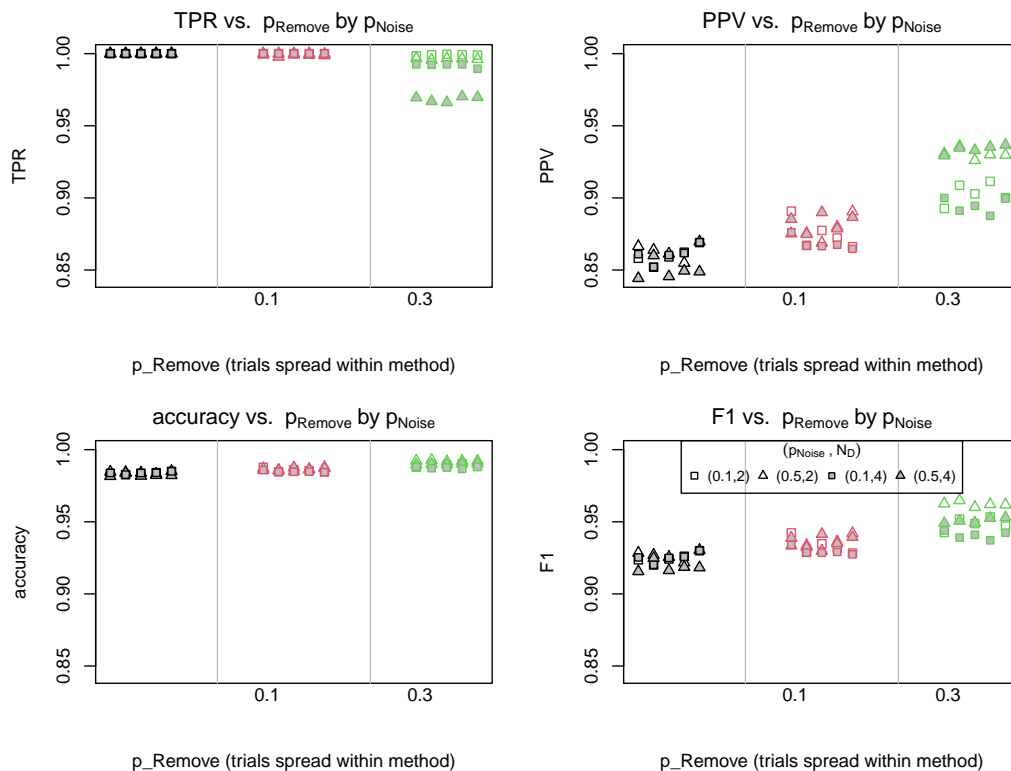 TPR vs. pRemove by pNoise
TPR
1.00
0.95
0.90
0.85
0.1
0.3
p_Remove (trials spread within method)
PPV vs. pRemove by pNoise
PPV
1.00
0.95
0.90
0.85
0.1
0.3
p_Remove (trials spread within method)
accuracy vs. pRemove by pNoise
accuracy
1.00
0.95
0.90
0.85
0.1
0.3
p_Remove (trials spread within method)
F1 vs. pRemove by pNoise
F1
1.00
0.95
0.90
0.85
(pNoise , ND)
(0.1,2) (0.5,2) (0.1,4) (0.5,4)
0.1
0.3
p_Remove (trials spread within method)